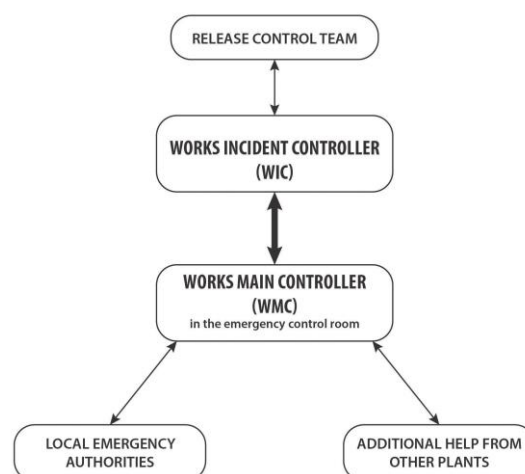 RELEASE CONTROL TEAM
WORKS INCIDENT CONTROLLER
(WIC)
WORKS MAIN CONTROLLER
(WMC)
in the emergency control room
LOCAL EMERGENCY
AUTHORITIES
ADDITIONAL HELP FROM
OTHER PLANTS